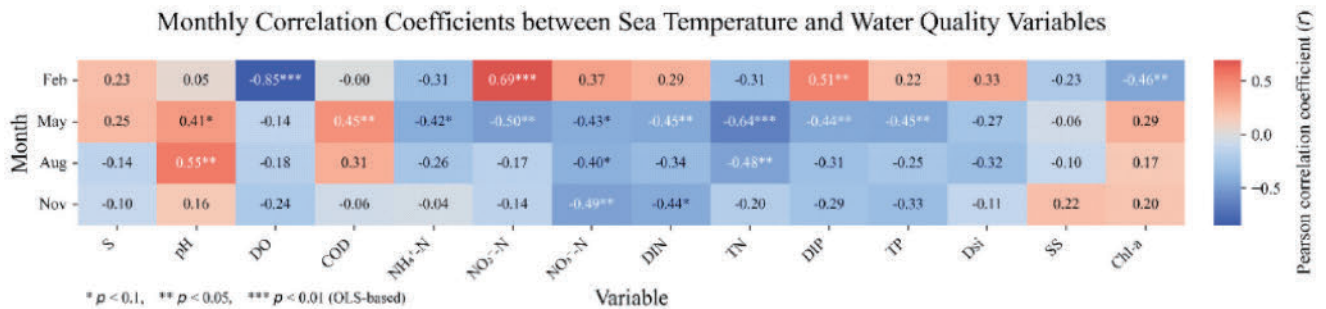 Monthly Correlation Coefficients between Sea Temperature and Water Quality Variables
Feb 0.23 0.05 -0.85*** -0.00 -0.31 0.69*** 0.37 0.29 -0.31 0.51** 0.22 0.33 -0.23 -0.46**
May 0.25 0.41* -0.14 0.45** -0.42* -0.50** -0.43* -0.45** -0.64*** -0.44** -0.45** -0.27 -0.06 0.29
Aug -0.14 0.55** -0.18 0.31 -0.26 -0.17 -0.40* -0.34 -0.48** -0.31 -0.25 -0.32 -0.10 0.17
Nov -0.10 0.16 -0.24 -0.06 -0.04 -0.14 -0.49** -0.44* -0.20 -0.29 -0.33 -0.11 0.22 0.20
Month
S pH DO COD NH₄⁺-N NO₂⁻-N NO₃⁻-N DIN TN DIP TP Dsi SS Chl-a
Variable
* p < 0.1, ** p < 0.05, *** p < 0.01 (OLS-based)
0.5
0.0
−0.5
Pearson correlation coefficient (r)